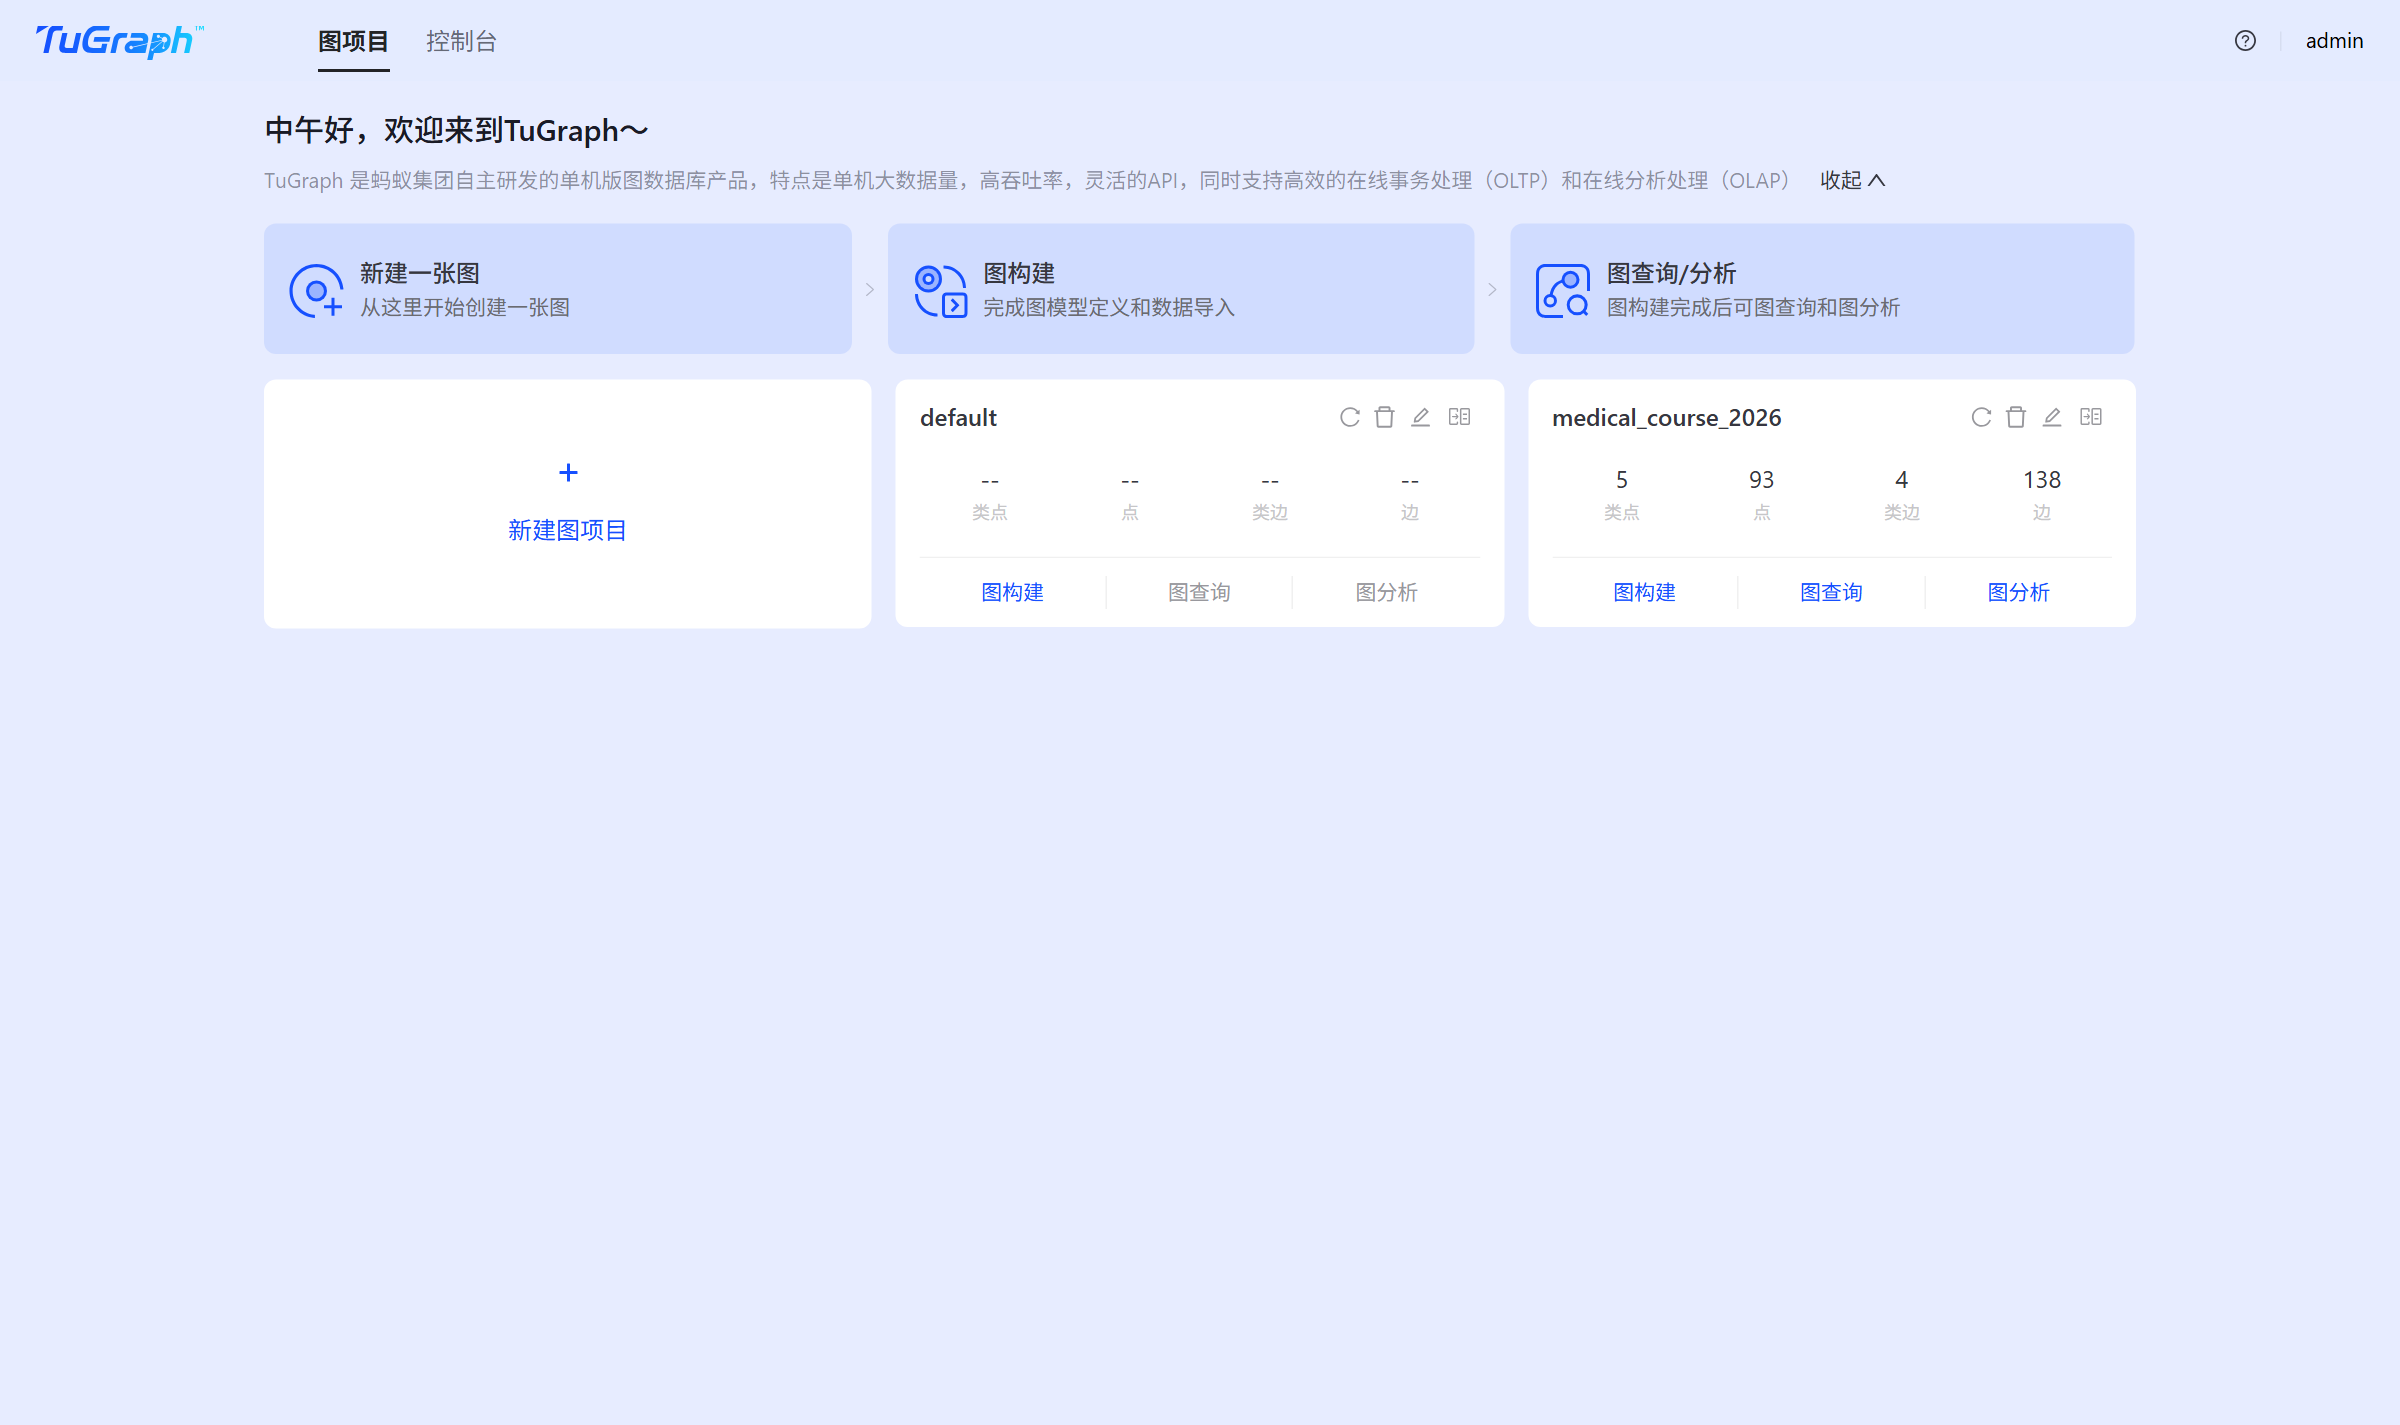 TuGraph™
图项目 控制台
admin
中午好，欢迎来到TuGraph～
TuGraph 是蚂蚁集团自主研发的单机版图数据库产品，特点是单机大数据量，高吞吐率，灵活的API，同时支持高效的在线事务处理（OLTP）和在线分析处理（OLAP） 收起
新建一张图
从这里开始创建一张图
图构建
完成图模型定义和数据导入
图查询/分析
图构建完成后可图查询和图分析
+
新建图项目
default
-- -- -- --
类点 点 类边 边
图构建 图查询 图分析
medical_course_2026
5 93 4 138
类点 点 类边 边
图构建 图查询 图分析